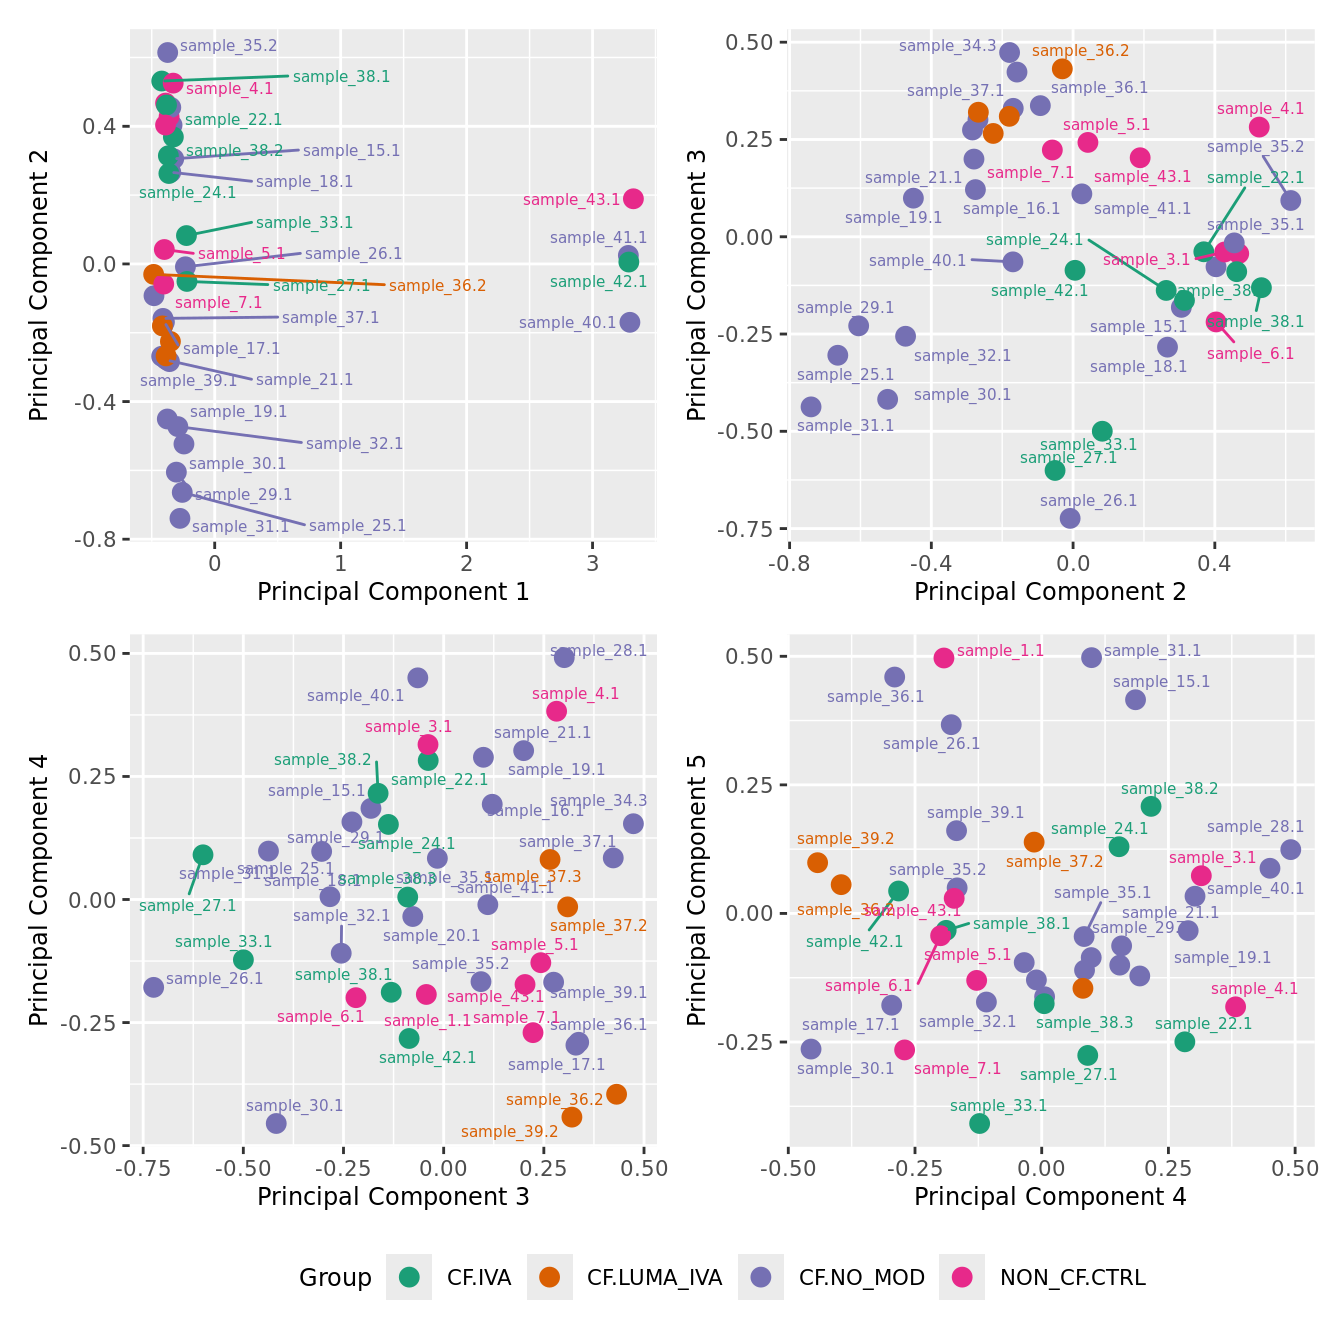 sample_35.2
sample_38.1
sample_4.1
sample_22.1
sample_38.2
sample_15.1
sample_18.1
sample_24.1
sample_43.1
sample_33.1
sample_41.1
sample_5.1
sample_26.1
sample_27.1
sample_36.2
sample_42.1
sample_7.1
sample_37.1
sample_40.1
sample_17.1
sample_39.1
sample_21.1
sample_19.1
sample_32.1
sample_30.1
sample_29.1
sample_31.1
sample_25.1
0.4
0.0
-0.4
-0.8
0 1 2 3
Principal Component 1
Principal Component 2
sample_34.3
sample_36.2
sample_37.1
sample_36.1
sample_4.1
sample_5.1
sample_35.2
sample_7.1
sample_43.1
sample_22.1
sample_21.1
sample_16.1
sample_41.1
sample_19.1
sample_35.1
sample_24.1
sample_40.1
sample_3.1
sample_42.1
sample_38
sample_29.1
sample_15.1
sample_38.1
sample_32.1
sample_6.1
sample_25.1
sample_18.1
sample_30.1
sample_31.1
sample_33.1
sample_27.1
sample_26.1
0.50
0.25
0.00
-0.25
-0.50
-0.75
-0.8 -0.4 0.0 0.4
Principal Component 2
Principal Component 3
sample_28.1
sample_40.1
sample_4.1
sample_3.1
sample_21.1
sample_38.2
sample_22.1
sample_19.1
sample_15.1
sample_16.1
sample_34.3
sample_29.1
sample_24.1
sample_37.1
sample_31.1
sample_25.1
sample_18.1
sample_38.3
sample_35.1
sample_37.3
sample_41.1
sample_27.1
sample_32.1
sample_37.2
sample_33.1
sample_20.1
sample_5.1
sample_26.1
sample_38.1
sample_35.2
sample_43.1
sample_39.1
sample_6.1
sample_1.1
sample_7.1
sample_36.1
sample_42.1
sample_17.1
sample_30.1
sample_36.2
sample_39.2
0.50
0.25
0.00
-0.25
-0.50
-0.75 -0.50 -0.25 0.00 0.25 0.50
Principal Component 3
Principal Component 4
sample_1.1
sample_31.1
sample_36.1
sample_15.1
sample_26.1
sample_38.2
sample_39.1
sample_24.1
sample_28.1
sample_39.2
sample_37.2
sample_3.1
sample_35.2
sample_35.1
sample_40.1
sample_36.2
sample_43.1
sample_38.1
sample_21.1
sample_29.
sample_42.1
sample_5.1
sample_19.1
sample_6.1
sample_4.1
sample_17.1
sample_32.1
sample_38.3
sample_22.1
sample_30.1
sample_7.1
sample_27.1
sample_33.1
0.50
0.25
0.00
-0.25
-0.50 -0.25 0.00 0.25 0.50
Principal Component 4
Principal Component 5
Group CF.IVA CF.LUMA_IVA CF.NO_MOD NON_CF.CTRL